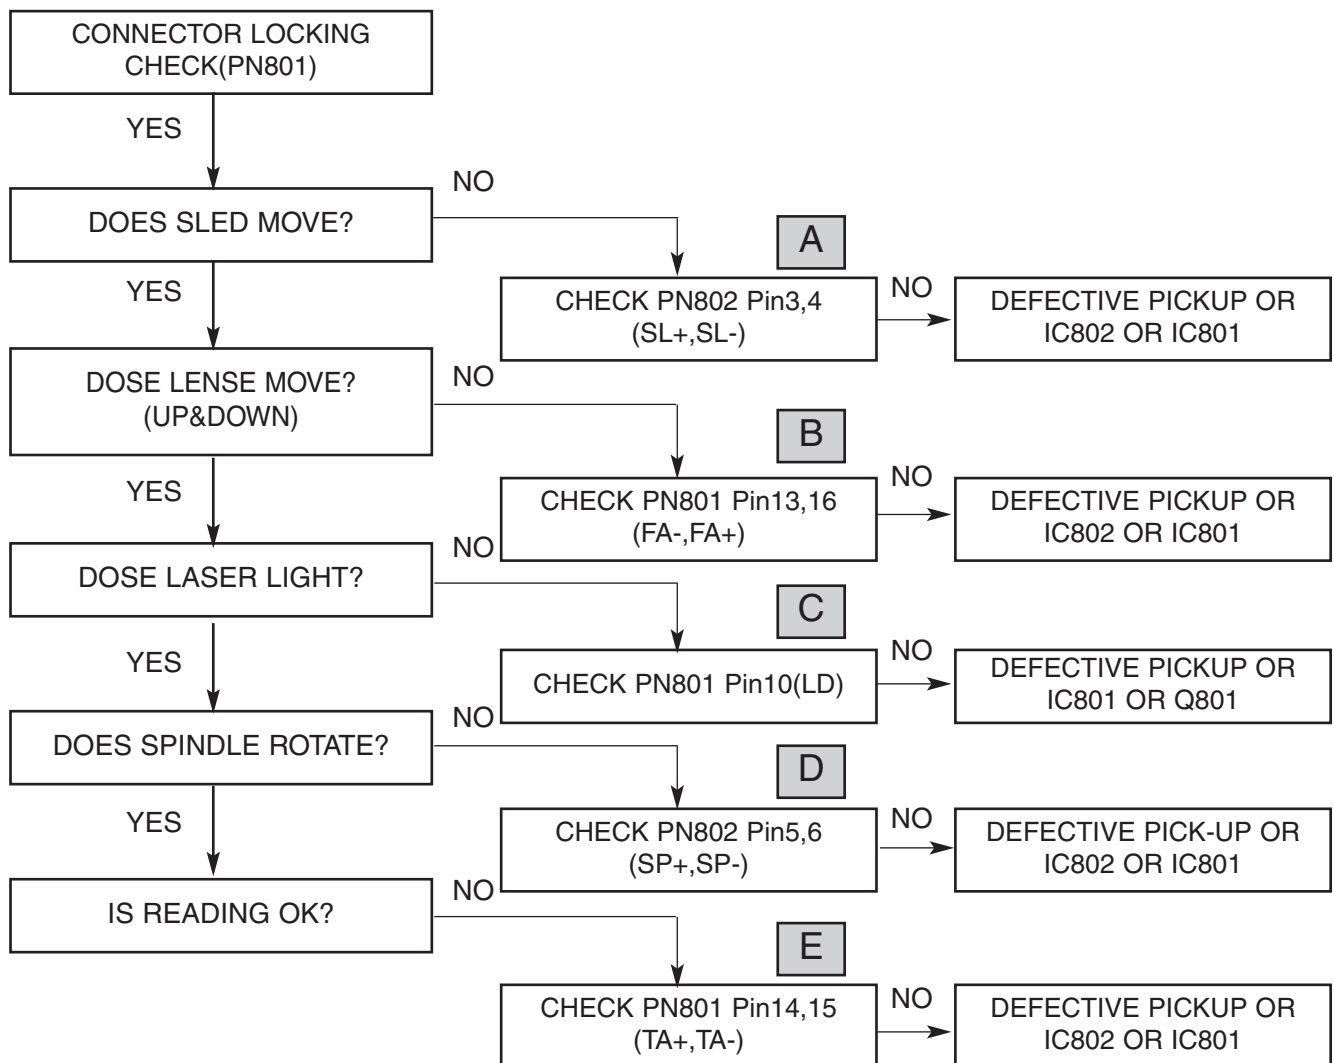 CONNECTOR LOCKING
CHECK(PN801)
YES
DOES SLED MOVE?
NO
A
CHECK PN802 Pin3,4
(SL+,SL-)
NO
DEFECTIVE PICKUP OR
IC802 OR IC801
YES
DOSE LENSE MOVE?
(UP&DOWN)
NO
B
CHECK PN801 Pin13,16
(FA-,FA+)
NO
DEFECTIVE PICKUP OR
IC802 OR IC801
YES
DOSE LASER LIGHT?
NO
C
CHECK PN801 Pin10(LD)
NO
DEFECTIVE PICKUP OR
IC801 OR Q801
YES
DOES SPINDLE ROTATE?
NO
D
CHECK PN802 Pin5,6
(SP+,SP-)
NO
DEFECTIVE PICK-UP OR
IC802 OR IC801
YES
IS READING OK?
NO
E
CHECK PN801 Pin14,15
(TA+,TA-)
NO
DEFECTIVE PICKUP OR
IC802 OR IC801